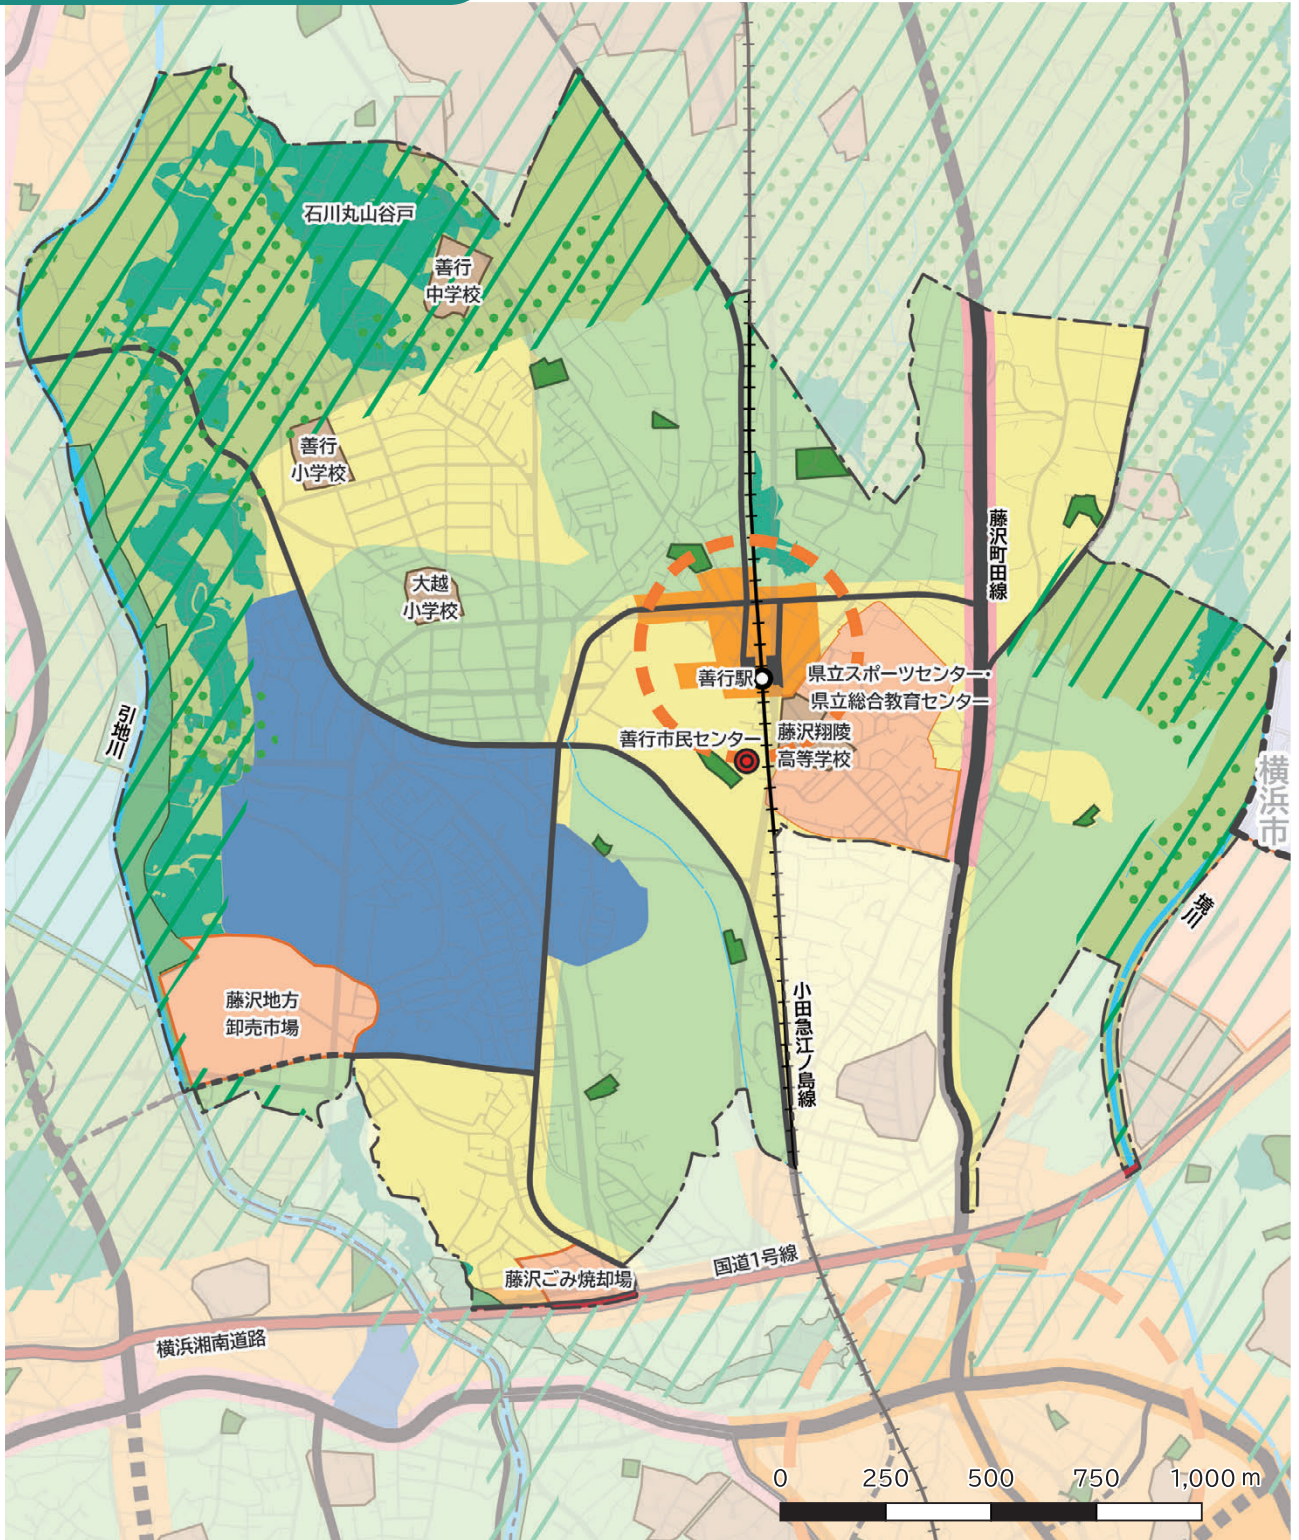 石川丸山谷戸
善行
中学校
善行
小学校
藤沢町田線
大越
小学校
善行駅
県立スポーツセンター・
県立総合教育センター
引地川
善行市民センター
藤沢翔陵
高等学校
横浜市
境川
藤沢地方
卸売市場
小田急江ノ島線
国道1号線
藤沢ごみ焼却場
横浜湘南道路
0 250 500 750 1,000 m